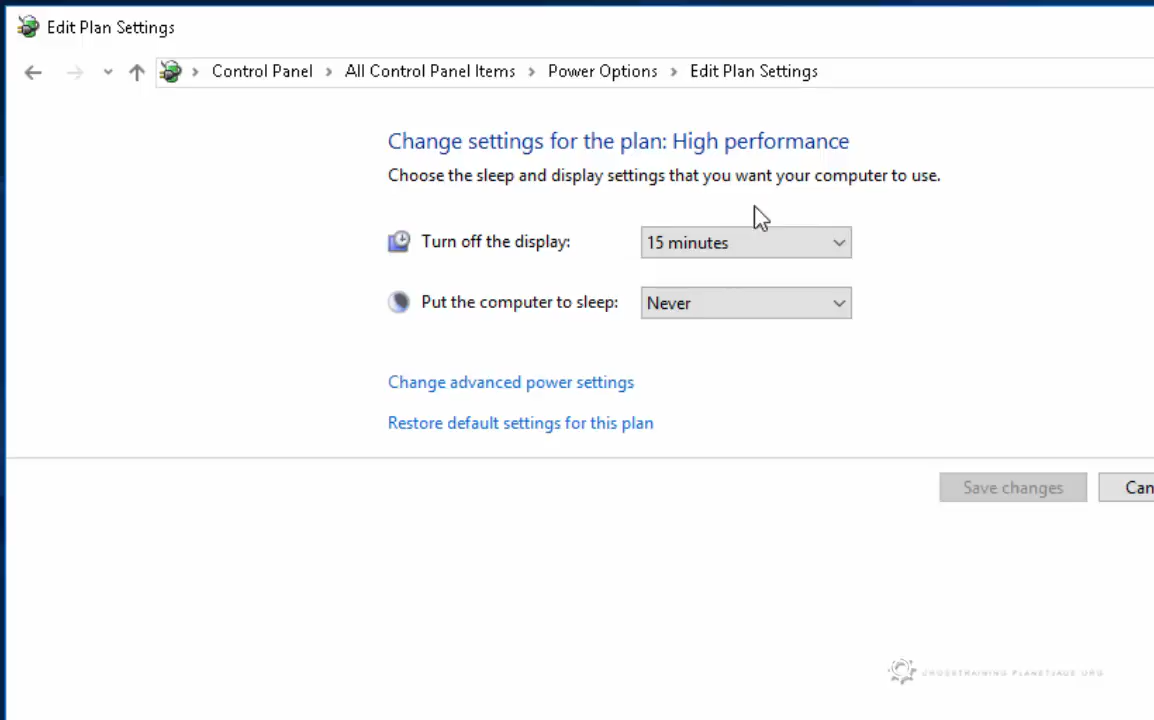 Edit Plan Settings
Control Panel > All Control Panel Items > Power Options > Edit Plan Settings
Change settings for the plan: High performance
Choose the sleep and display settings that you want your computer to use.
Turn off the display: 15 minutes
Put the computer to sleep: Never
Change advanced power settings
Restore default settings for this plan
Save changes Can